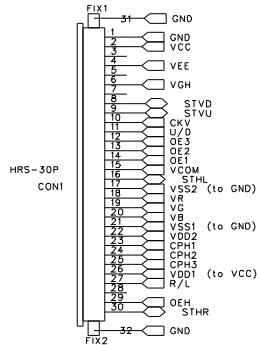 FIX1
31 GND
1 GND
2 VCC
3
4 VEE
5
6 VGH
7
8 STVD
9 STVU
10 CKV
11 U/D
12 OE3
13 OE2
14 OE1
15 VCOM
16 STHL
HRS-30P
CON1
17 VSS2 (to GND)
18 VR
19 VG
20 VB
21 VSS1 (to GND)
22 VDD2
23 CPH1
24 CPH2
25 CPH3
26 VDD1 (to VCC)
27 R/L
28
29 OEH
30 STHR
32 GND
FIX2